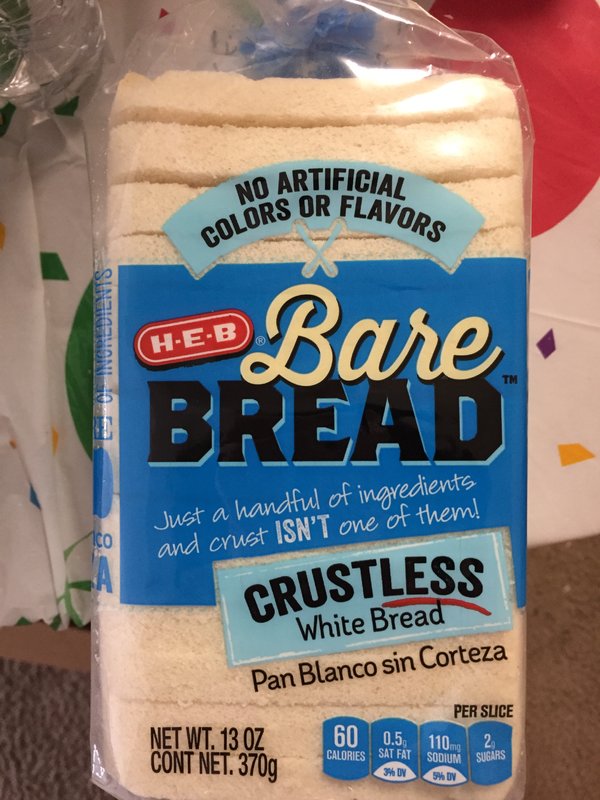 NO ARTIFICIAL
COLORS OR FLAVORS
H-E-B® Bare
BREAD™
Just a handful of ingredients
and crust ISN'T one of them!
CRUSTLESS
White Bread
Pan Blanco sin Corteza
PER SLICE
NET WT. 13 OZ
CONT NET. 370g
60
CALORIES
0.5g
SAT FAT
3% DV
110mg
SODIUM
5% DV
2g
SUGARS
OF INGREDIENTS